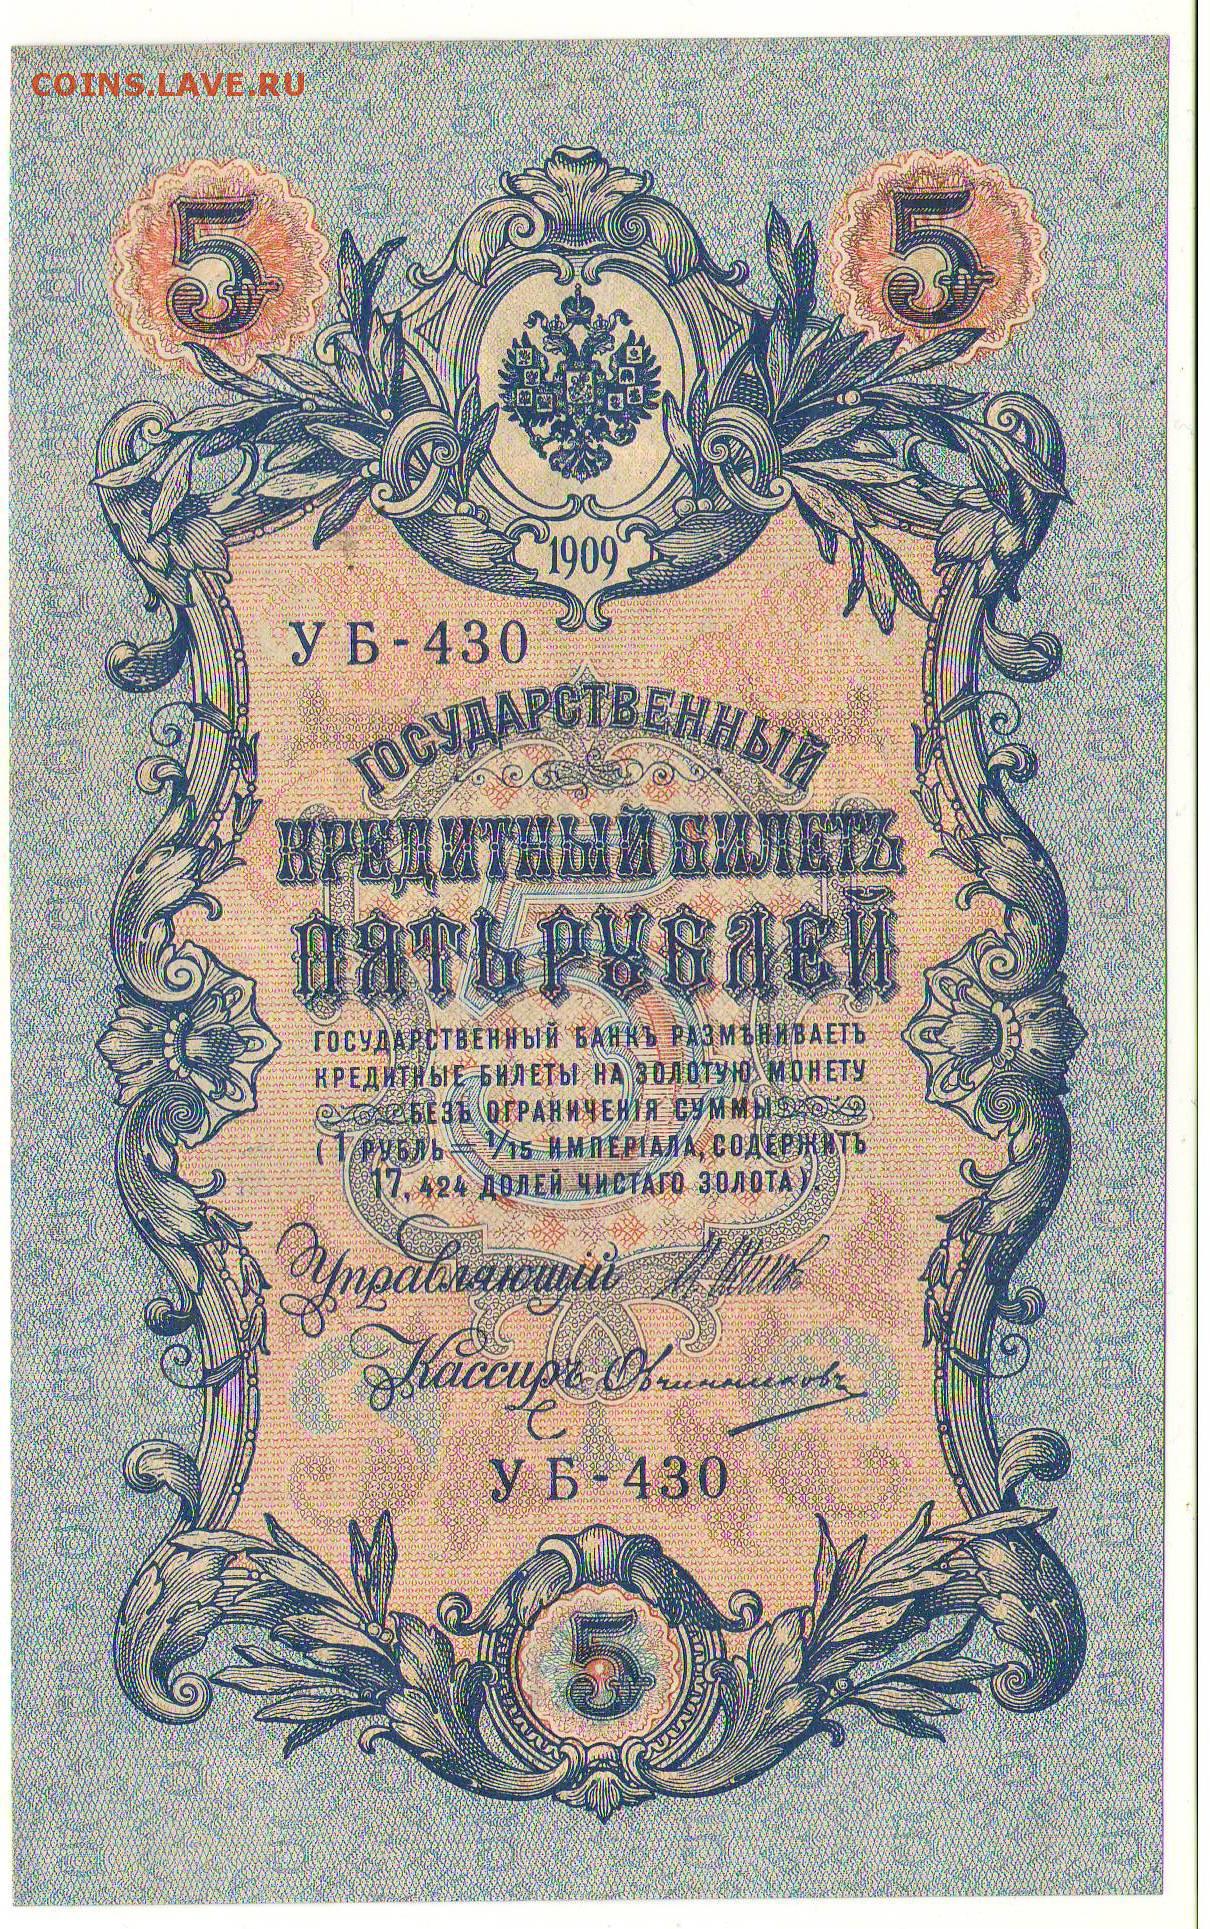 COINS.LAVE.RU
5 5
1909
УБ-430
ГОСУДАРСТВЕННЫЙ
КРЕДИТНЫЙ БИЛЕТЪ
ПЯТЬ РУБЛЕЙ
5
ГОСУДАРСТВЕННЫЙ БАНКЪ РАЗМѢНИВАЕТЪ
КРЕДИТНЫЕ БИЛЕТЫ НА ЗОЛОТУЮ МОНЕТУ
БЕЗЪ ОГРАНИЧЕНІЯ СУММЫ
(1 РУБЛЬ = 1/15 ИМПЕРІАЛА, СОДЕРЖИТЪ
17,424 ДОЛЕЙ ЧИСТАГО ЗОЛОТА).
Управляющій
Кассиръ Овчинниковъ
УБ-430
5